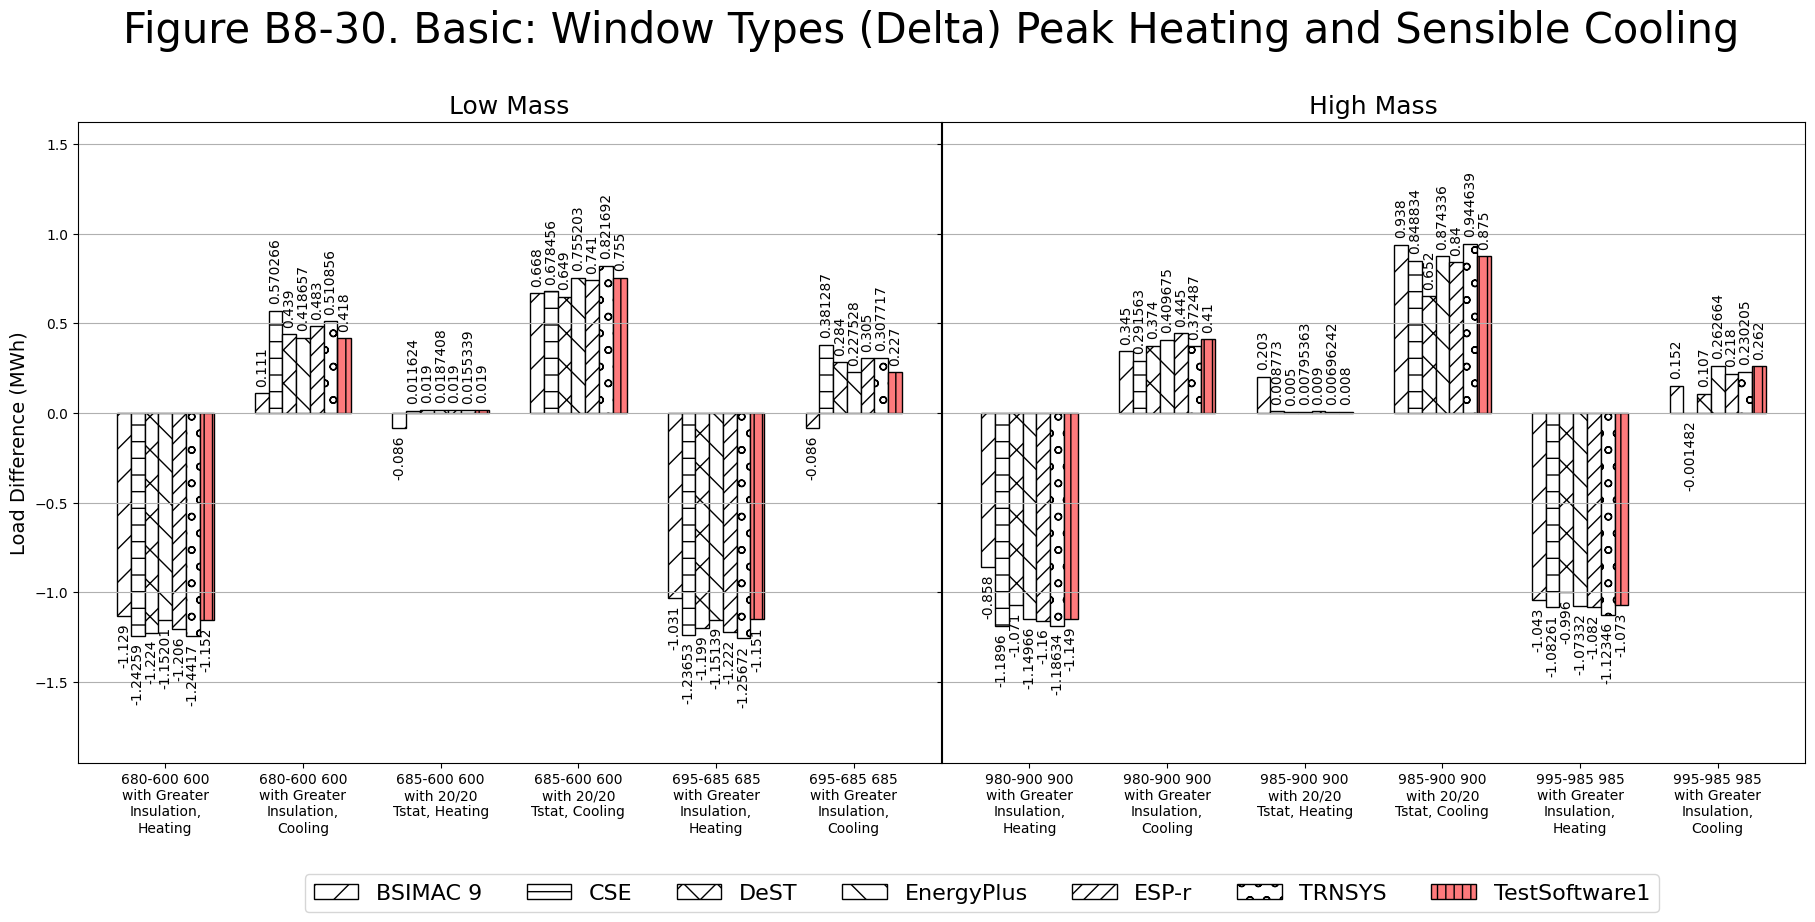 Figure B8-30. Basic: Window Types (Delta) Peak Heating and Sensible Cooling
Low Mass
High Mass
Load Difference (MWh)
1.5
1.0
0.5
0.0
−0.5
−1.0
−1.5
-1.129
-1.24259
-1.224
-1.15201
-1.206
-1.24417
-1.152
0.111
0.570266
0.439
0.418657
0.483
0.510856
0.418
-0.086
0.011624
0.019
0.0187408
0.019
0.0155339
0.019
0.668
0.678456
0.649
0.755203
0.741
0.821692
0.755
-1.031
-1.23653
-1.199
-1.15139
-1.222
-1.25672
-1.151
-0.086
0.381287
0.284
0.227528
0.305
0.307717
0.227
-0.858
-1.1896
-1.071
-1.14966
-1.16
-1.18634
-1.149
0.345
0.291563
0.374
0.409675
0.445
0.372487
0.41
0.203
0.008773
0.005
0.00795363
0.009
0.00696242
0.008
0.938
0.848834
0.652
0.874336
0.84
0.944639
0.875
-1.043
-1.08261
-0.996
-1.07332
-1.082
-1.12346
-1.073
0.152
-0.001482
0.107
0.262664
0.218
0.230205
0.262
680-600 600
with Greater
Insulation,
Heating
680-600 600
with Greater
Insulation,
Cooling
685-600 600
with 20/20
Tstat, Heating
685-600 600
with 20/20
Tstat, Cooling
695-685 685
with Greater
Insulation,
Heating
695-685 685
with Greater
Insulation,
Cooling
980-900 900
with Greater
Insulation,
Heating
980-900 900
with Greater
Insulation,
Cooling
985-900 900
with 20/20
Tstat, Heating
985-900 900
with 20/20
Tstat, Cooling
995-985 985
with Greater
Insulation,
Heating
995-985 985
with Greater
Insulation,
Cooling
BSIMAC 9
CSE
DeST
EnergyPlus
ESP-r
TRNSYS
TestSoftware1